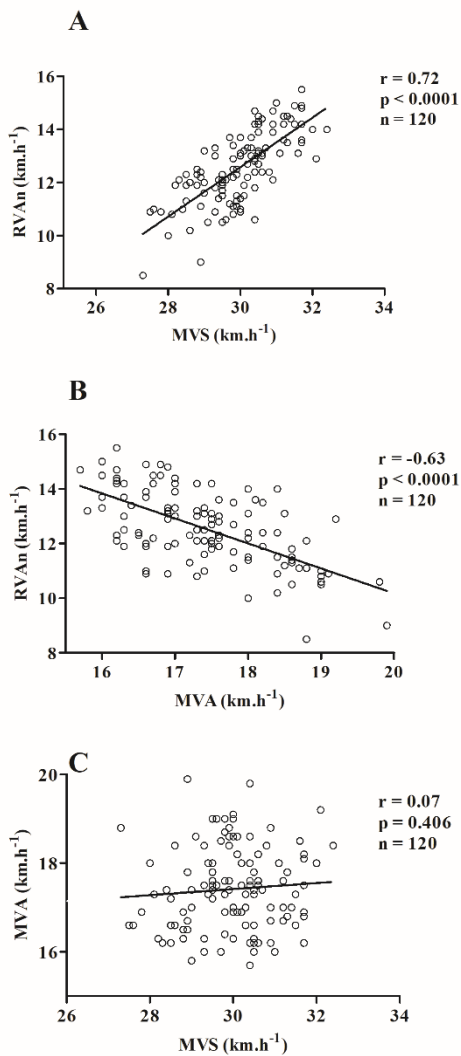 A
RVAn (km.h-1)
16
14
12
10
8
26 28 30 32 34
MVS (km.h-1)
r = 0.72
p < 0.0001
n = 120
B
RVAn (km.h-1)
16
14
12
10
8
16 17 18 19 20
MVA (km.h-1)
r = -0.63
p < 0.0001
n = 120
C
MVA (km.h-1)
20
18
16
26 28 30 32 34
MVS (km.h-1)
r = 0.07
p = 0.406
n = 120